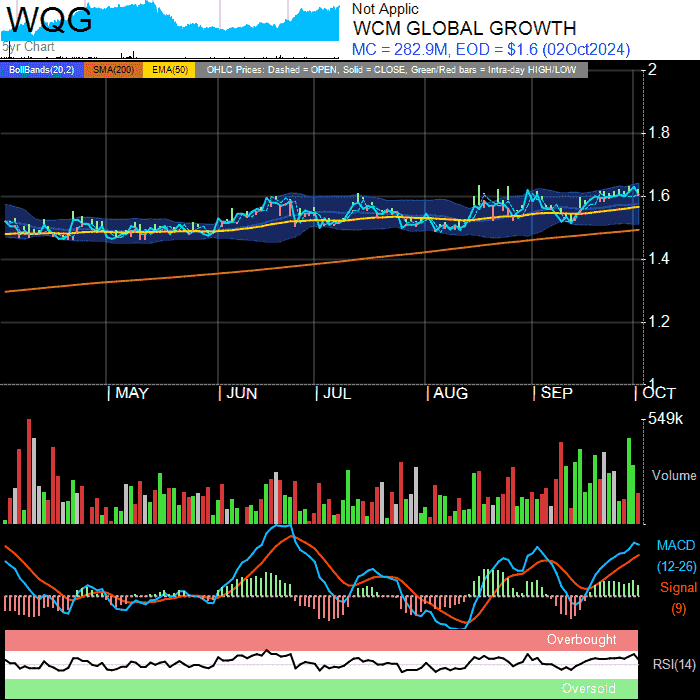 WQG
5yr Chart
Not Applic
WCM GLOBAL GROWTH
MC = 282.9M, EOD = $1.6 (02Oct2024)
BollBands(20,2) SMA(200) EMA(50) OHLC Prices: Dashed = OPEN, Solid = CLOSE, Green/Red bars = Intra-day HIGH/LOW
2
1.8
1.6
1.4
1.2
1
MAY JUN JUL AUG SEP OCT
549k
Volume
MACD
(12-26)
Signal
(9)
Overbought
RSI(14)
Oversold